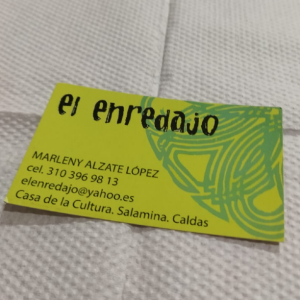 el enredajo
MARLENY ALZATE LÓPEZ
cel. 310 396 98 13
elenredajo@yahoo.es
Casa de la Cultura. Salamina. Caldas